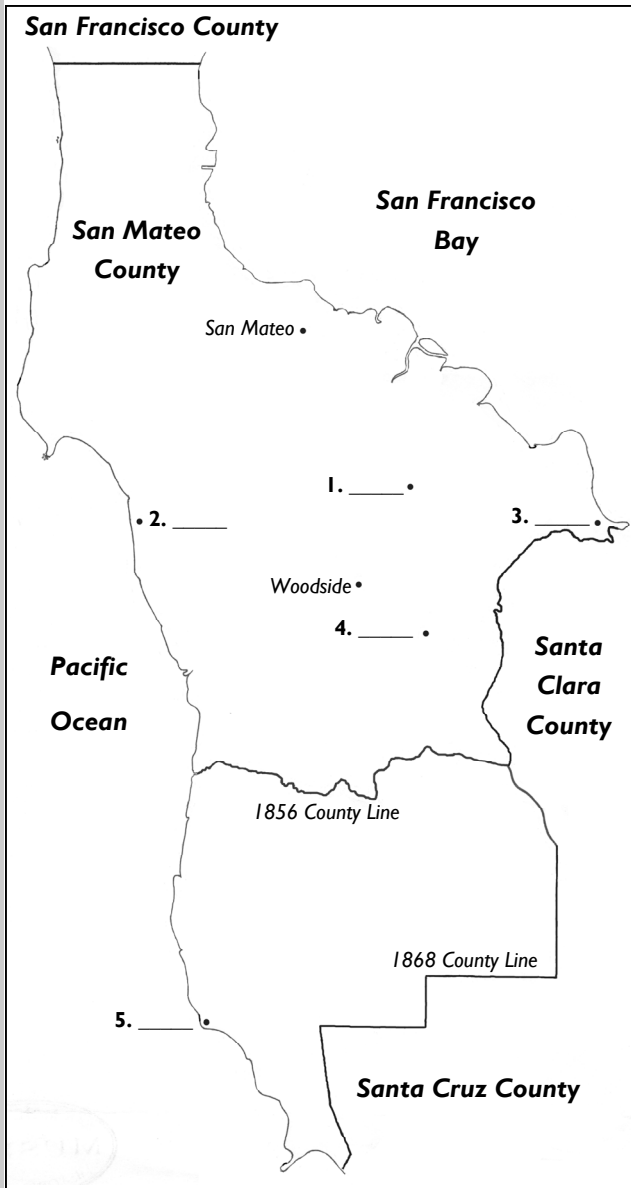 San Francisco County
San Francisco
Bay
San Mateo
County
San Mateo
1. _____
2. _____
3. _____
Woodside
4. _____
Santa
Clara
County
Pacific
Ocean
1856 County Line
1868 County Line
5. _____
Santa Cruz County